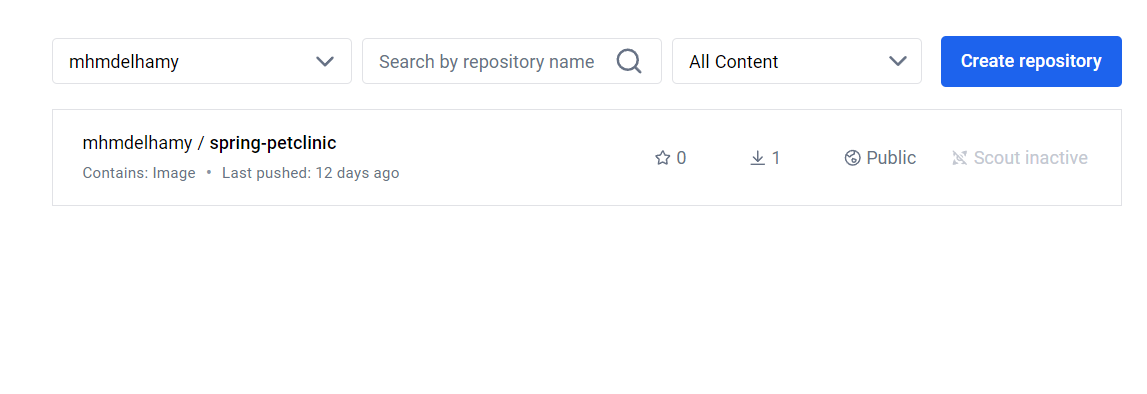 mhmdelhamy
Search by repository name
All Content
Create repository
mhmdelhamy / spring-petclinic
Contains: Image • Last pushed: 12 days ago
0
1
Public
Scout inactive